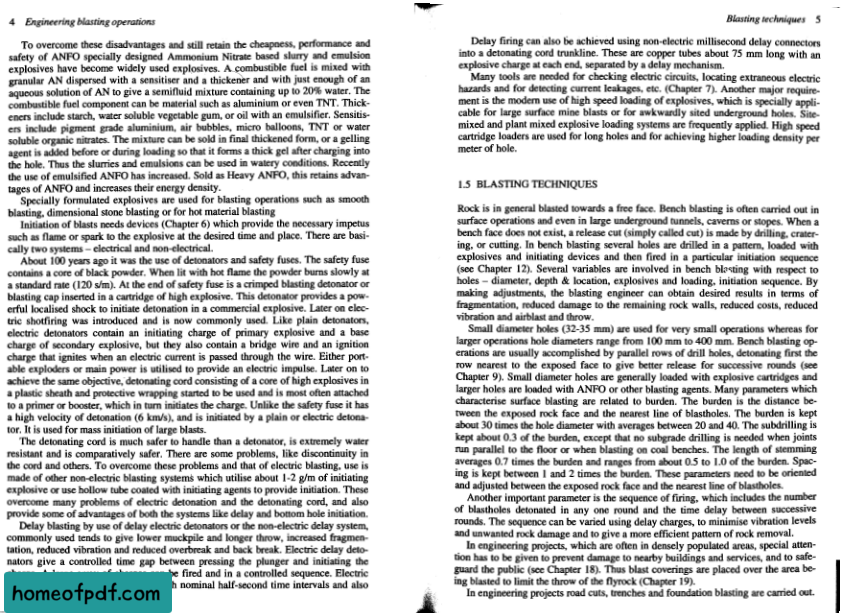 4 Engineering blasting operations
To overcome these disadvantages and still retain the cheapness, performance and
safety of ANFO specially designed Ammonium Nitrate based slurry and emulsion
explosives have become widely used explosives. A combustible fuel is mixed with
granular AN dispersed with a sensitiser and a thickener and with just enough of an
aqueous solution of AN to give a semifluid mixture containing up to 20% water. The
combustible fuel component can be material such as aluminium or even TNT. Thick-
eners include starch, water soluble vegetable gum, or oil with an emulsifier. Sensitis-
ers include pigment grade aluminium, air bubbles, micro balloons, TNT or water
soluble organic nitrates. The mixture can be sold in final thickened form, or a gelling
agent is added before or during loading so that it forms a thick gel after charging into
the hole. Thus the slurries and emulsions can be used in watery conditions. Recently
the use of emulsified ANFO has increased. Sold as Heavy ANFO, this retains advan-
tages of ANFO and increases their energy density.
Specially formulated explosives are used for blasting operations such as smooth
blasting, dimensional stone blasting or for hot material blasting
Initiation of blasts needs devices (Chapter 6) which provide the necessary impetus
such as flame or spark to the explosive at the desired time and place. There are basi-
cally two systems – electrical and non-electrical.
About 100 years ago it was the use of detonators and safety fuses. The safety fuse
contains a core of black powder. When lit with hot flame the powder burns slowly at
a standard rate (120 s/m). At the end of safety fuse is a crimped blasting detonator or
blasting cap inserted in a cartridge of high explosive. This detonator provides a pow-
erful localised shock to initiate detonation in a commercial explosive. Later on elec-
tric shotfiring was introduced and is now commonly used. Like plain detonators,
electric detonators contain an initiating charge of primary explosive and a base
charge of secondary explosive, but they also contain a bridge wire and an ignition
charge that ignites when an electric current is passed through the wire. Either port-
able exploders or main power is utilised to provide an electric impulse. Later on to
achieve the same objective, detonating cord consisting of a core of high explosives in
a plastic sheath and protective wrapping started to be used and is most often attached
to a primer or booster, which in turn initiates the charge. Unlike the safety fuse it has
a high velocity of detonation (6 km/s), and is initiated by a plain or electric detona-
tor. It is used for mass initiation of large blasts.
The detonating cord is much safer to handle than a detonator, is extremely water
resistant and is comparatively safer. There are some problems, like discontinuity in
the cord and others. To overcome these problems and that of electric blasting, use is
made of other non-electric blasting systems which utilise about 1-2 g/m of initiating
explosive or use hollow tube coated with initiating agents to provide initiation. These
overcome many problems of electric detonation and the detonating cord, and also
provide some of advantages of both the systems like delay and bottom hole initiation.
Delay blasting by use of delay electric detonators or the non-electric delay system,
commonly used tends to give lower muckpile and longer throw, increased fragmen-
tation, reduced vibration and reduced overbreak and back break. Electric delay deto-
nators give a controlled time gap between pressing the plunger and initiating the
be fired and in a controlled sequence. Electric
nominal half-second time intervals and also
homeofpdf.com
Blasting techniques 5
Delay firing can also be achieved using non-electric millisecond delay connectors
into a detonating cord trunkline. These are copper tubes about 75 mm long with an
explosive charge at each end, separated by a delay mechanism.
Many tools are needed for checking electric circuits, locating extraneous electric
hazards and for detecting current leakages, etc. (Chapter 7). Another major require-
ment is the modern use of high speed loading of explosives, which is specially appli-
cable for large surface mine blasts or for awkwardly sited underground holes. Site-
mixed and plant mixed explosive loading systems are frequently applied. High speed
cartridge loaders are used for long holes and for achieving higher loading density per
meter of hole.
1.5 BLASTING TECHNIQUES
Rock is in general blasted towards a free face. Bench blasting is often carried out in
surface operations and even in large underground tunnels, caverns or stopes. When a
bench face does not exist, a release cut (simply called cut) is made by drilling, crater-
ing, or cutting. In bench blasting several holes are drilled in a pattern, loaded with
explosives and initiating devices and then fired in a particular initiation sequence
(see Chapter 12). Several variables are involved in bench blasting with respect to
holes – diameter, depth & location, explosives and loading, initiation sequence. By
making adjustments, the blasting engineer can obtain desired results in terms of
fragmentation, reduced damage to the remaining rock walls, reduced costs, reduced
vibration and airblast and throw.
Small diameter holes (32-35 mm) are used for very small operations whereas for
larger operations hole diameters range from 100 mm to 400 mm. Bench blasting op-
erations are usually accomplished by parallel rows of drill holes, detonating first the
row nearest to the exposed face to give better release for successive rounds (see
Chapter 9). Small diameter holes are generally loaded with explosive cartridges and
larger holes are loaded with ANFO or other blasting agents. Many parameters which
characterise surface blasting are related to burden. The burden is the distance be-
tween the exposed rock face and the nearest line of blastholes. The burden is kept
about 30 times the hole diameter with averages between 20 and 40. The subdrilling is
kept about 0.3 of the burden, except that no subgrade drilling is needed when joints
run parallel to the floor or when blasting on coal benches. The length of stemming
averages 0.7 times the burden and ranges from about 0.5 to 1.0 of the burden. Spac-
ing is kept between 1 and 2 times the burden. These parameters need to be oriented
and adjusted between the exposed rock face and the nearest line of blastholes.
Another important parameter is the sequence of firing, which includes the number
of blastholes detonated in any one round and the time delay between successive
rounds. The sequence can be varied using delay charges, to minimise vibration levels
and unwanted rock damage and to give a more efficient pattern of rock removal.
In engineering projects, which are often in densely populated areas, special atten-
tion has to be given to prevent damage to nearby buildings and services, and to safe-
guard the public (see Chapter 18). Thus blast coverings are placed over the area be-
ing blasted to limit the throw of the flyrock (Chapter 19).
In engineering projects road cuts, trenches and foundation blasting are carried out.